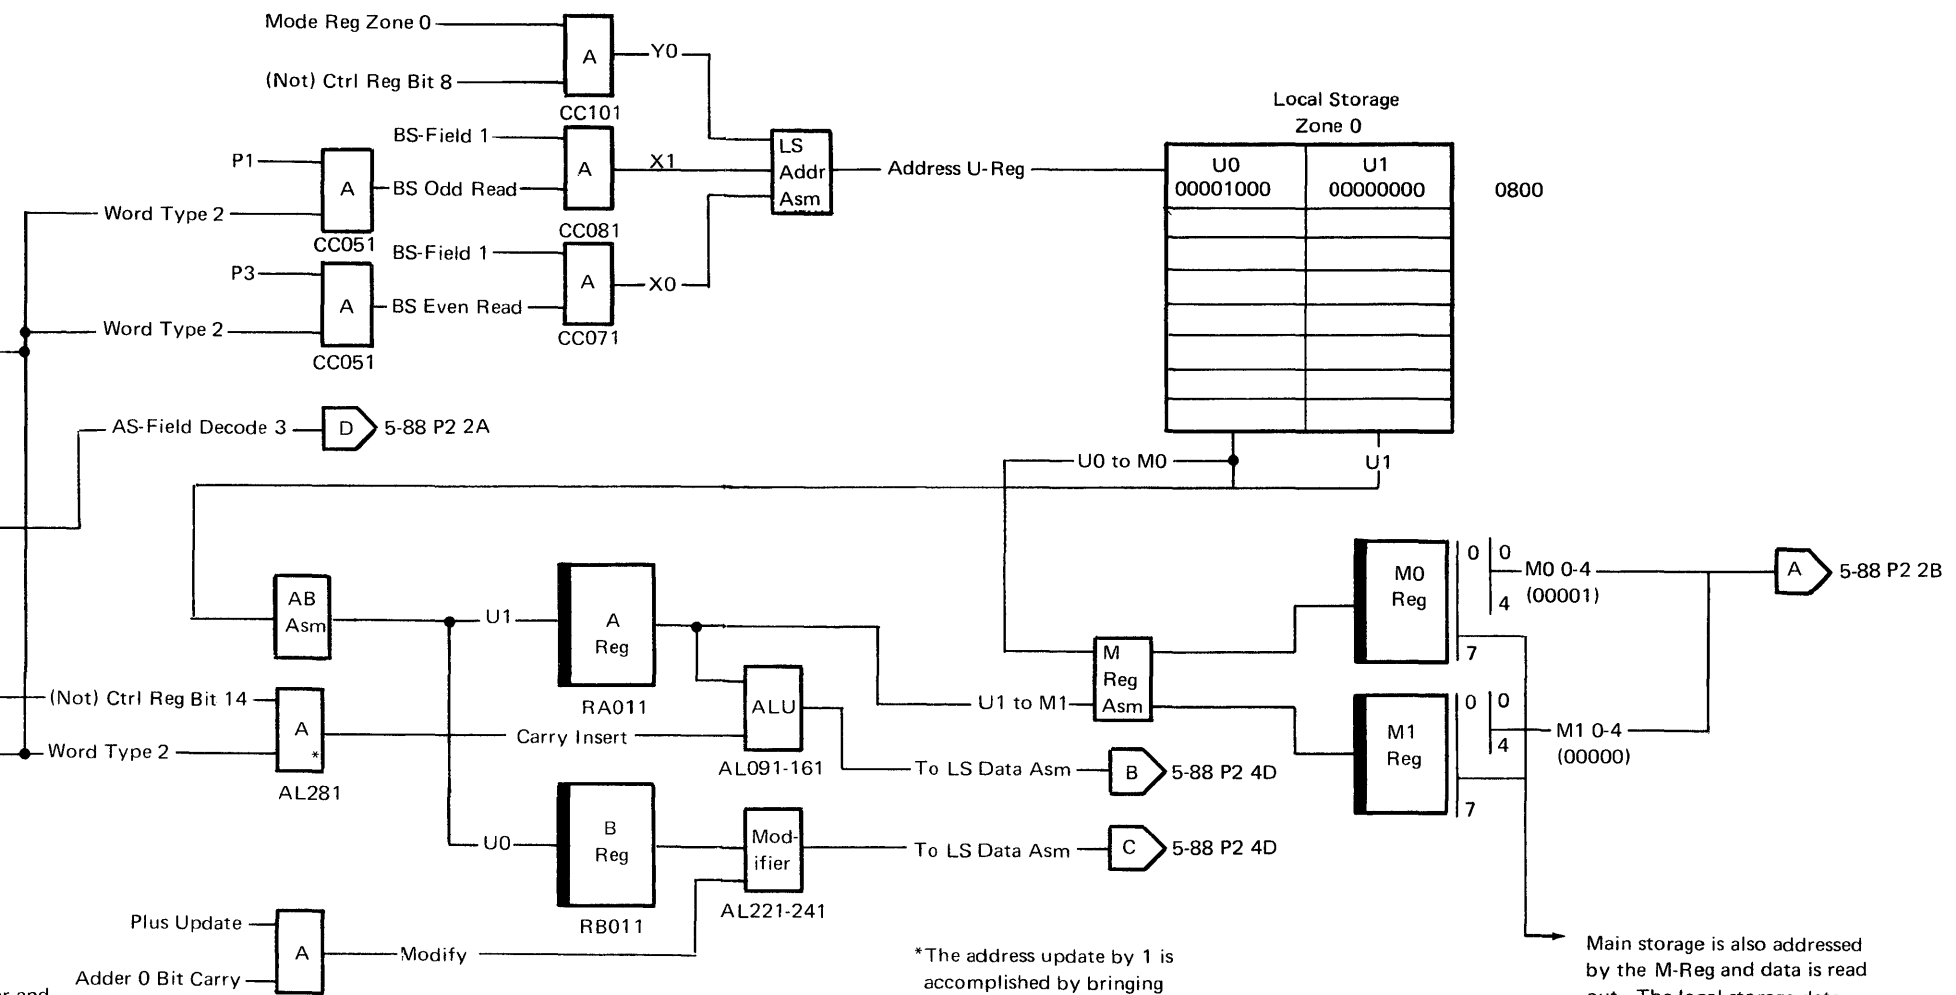 Mode Reg Zone 0
A
Y0
(Not) Ctrl Reg Bit 8
CC101
Local Storage
Zone 0
BS-Field 1
LS
Addr
Asm
P1
A
X1
Address U-Reg
U0
U1
00001000
00000000
0800
A
BS Odd Read
Word Type 2
CC051
CC081
BS-Field 1
P3
A
X0
A
BS Even Read
Word Type 2
CC071
CC051
AS-Field Decode 3
D
5-88 P2 2A
U0 to M0
U1
M0
Reg
0
7
0
4
M0 0-4
(00001)
A
5-88 P2 2B
AB
Asm
U1
A
Reg
RA011
M
Reg
Asm
(Not) Ctrl Reg Bit 14
A
*
ALU
U1 to M1
M1
Reg
0
7
0
4
M1 0-4
(00000)
Word Type 2
Carry Insert
AL281
AL091-161
To LS Data Asm
B
5-88 P2 4D
U0
B
Reg
Mod-
ifier
To LS Data Asm
C
5-88 P2 4D
RB011
AL221-241
Plus Update
A
Modify
Adder 0 Bit Carry
*The address update by 1 is
accomplished by bringing
Main storage is also addressed
by the M-Reg and data is read